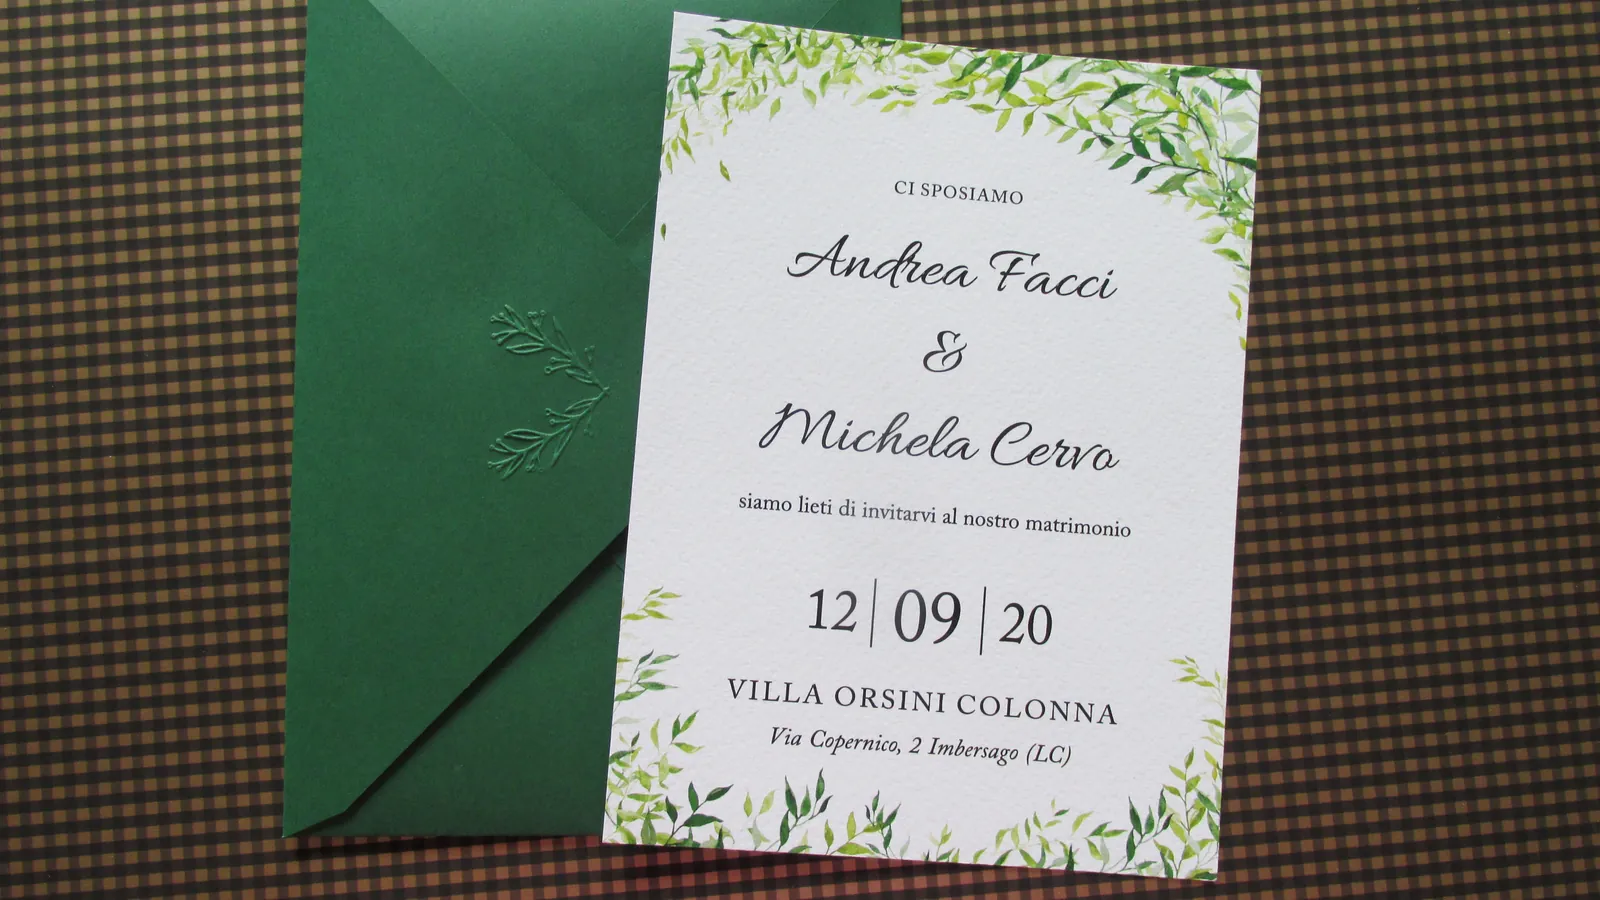 CI SPOSIAMO
Andrea Facci
&
Michela Cervo
siamo lieti di invitarvi al nostro matrimonio
12 | 09 | 20
VILLA ORSINI COLONNA
Via Copernico, 2 Imbersago (LC)